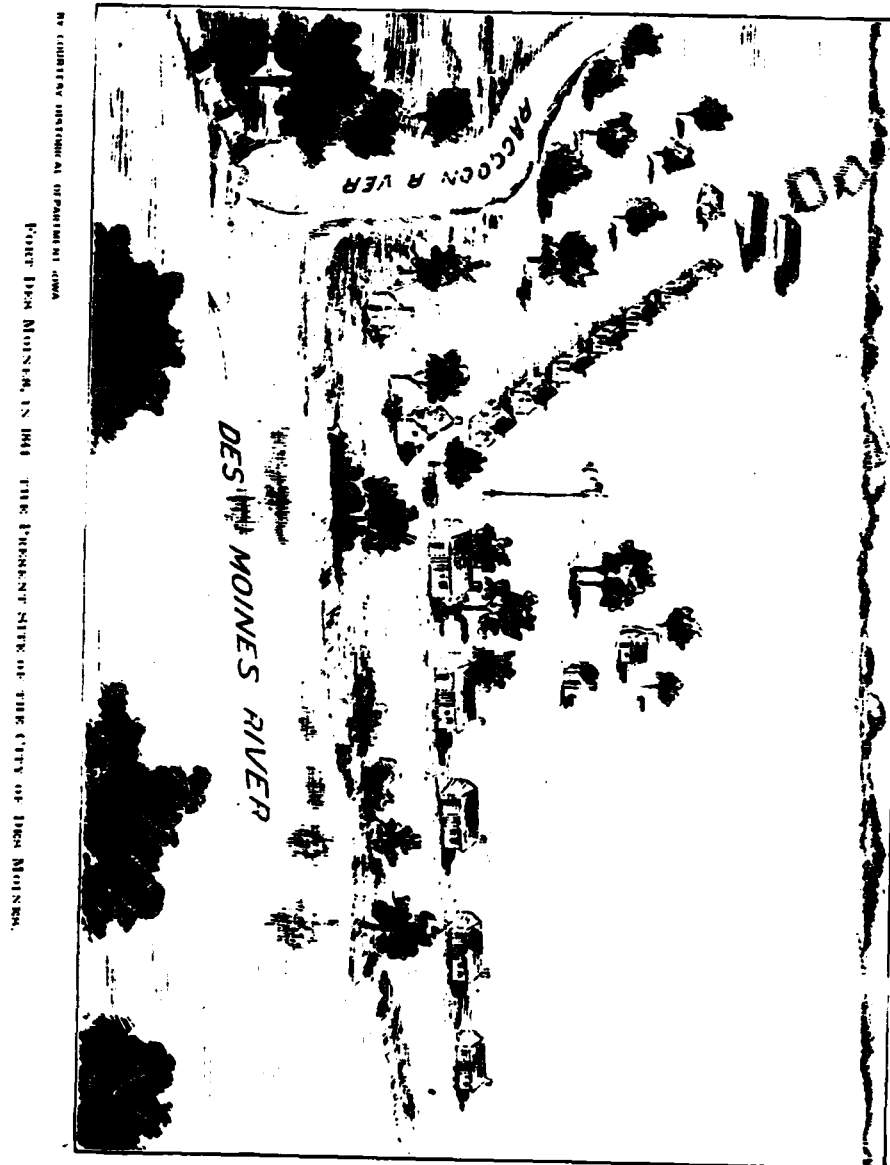 RACCOON RIVER
DES MOINES RIVER
BY COURTESY HISTORICAL DEPARTMENT IOWA
FORT DES MOINES, IN 1844 THE PRESENT SITE OF THE CITY OF DES MOINES.